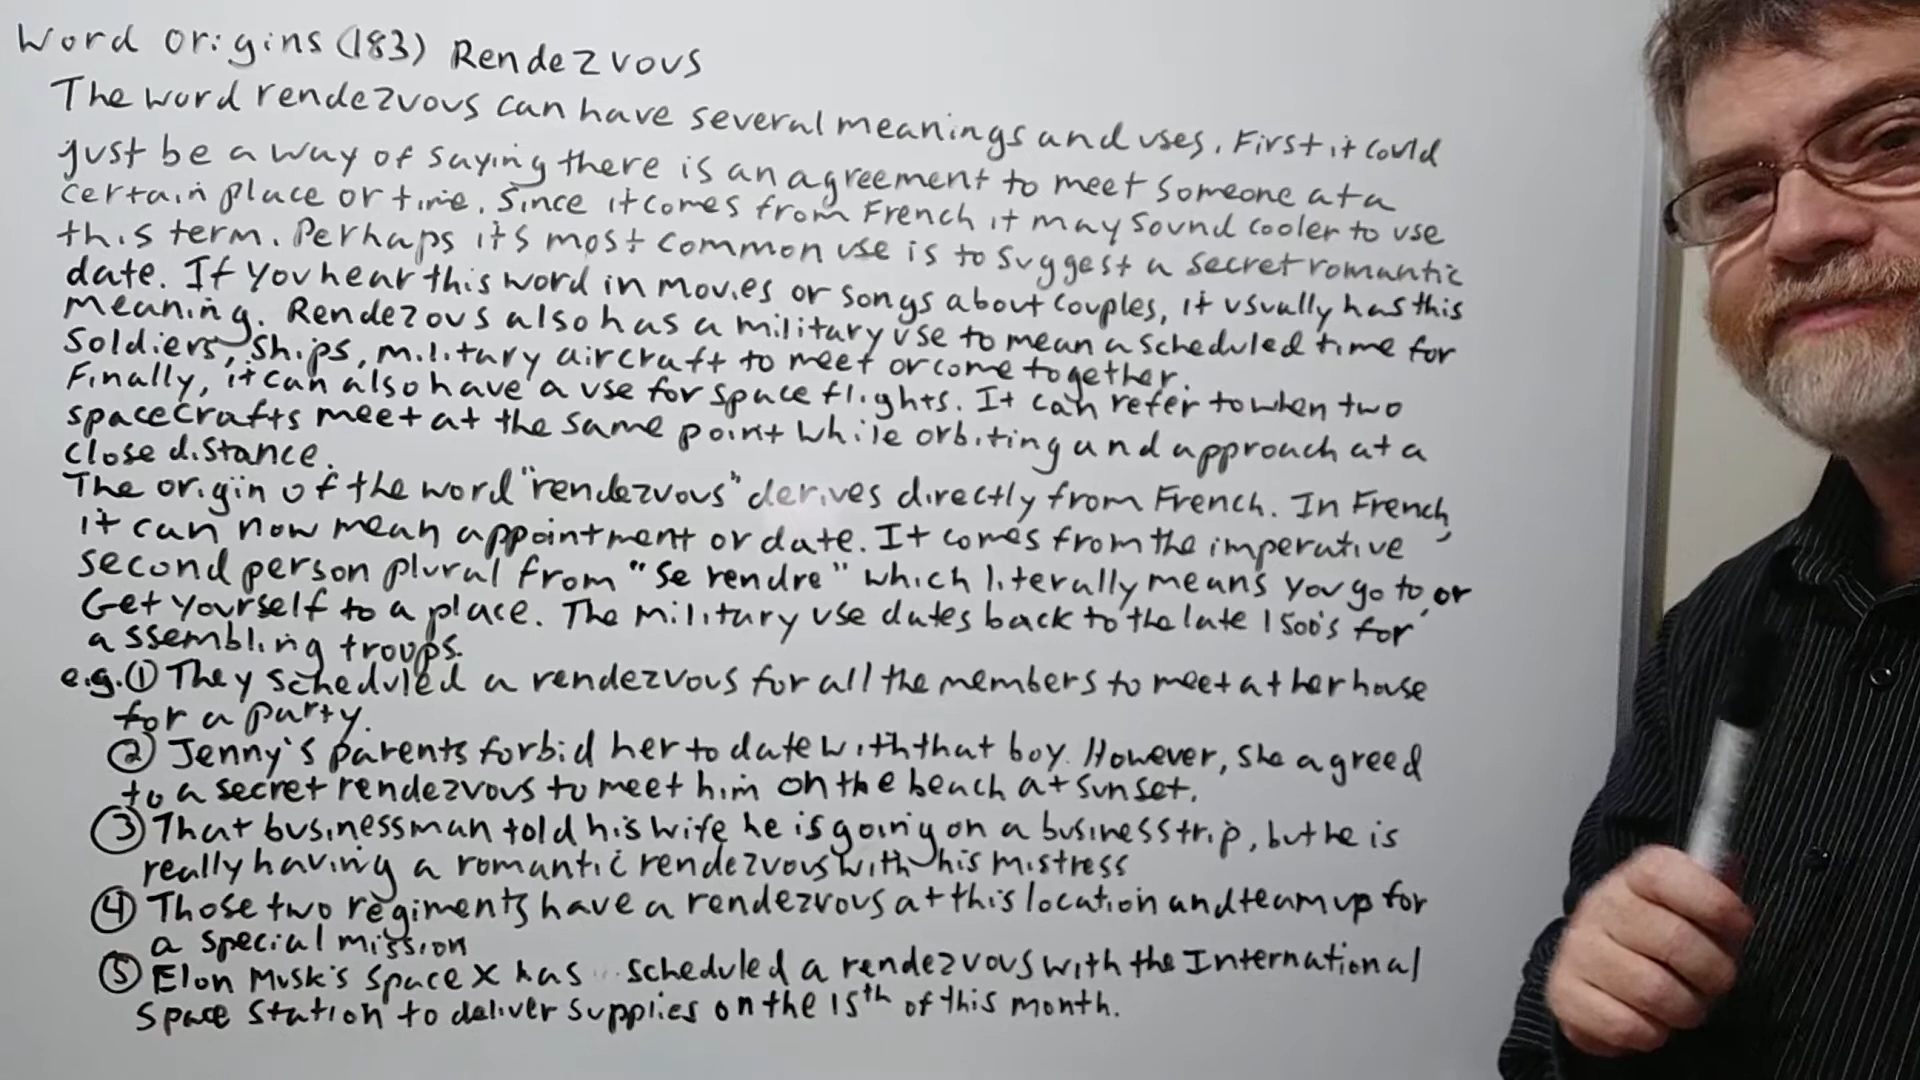 Word Origins (183) Rendezvous
The word rendezvous can have several meanings and uses. First it could
just be a way of saying there is an agreement to meet someone at a
certain place or time. Since it comes from French it may sound cooler to use
this term. Perhaps it's most common use is to suggest a secret romantic
date. If you hear this word in movies or songs about couples, it usually has this
meaning. Rendezous also has a military use to mean a scheduled time for
soldiers, ships, military aircraft to meet or come together.
Finally, it can also have a use for space flights. It can refer to when two
spacecrafts meet at the same point while orbiting and approach at a
close distance.
The origin of the word "rendezvous" derives directly from French. In French,
it can now mean appointment or date. It comes from the imperative
second person plural from "Se rendre" which literally means you go to, or
Get yourself to a place. The military use dates back to the late 1500's for
assembling troops.
e.g. ① They scheduled a rendezvous for all the members to meet at her house
for a party.
② Jenny's parents forbid her to date with that boy. However, she agreed
to a secret rendezvous to meet him on the beach at sunset.
③ That businessman told his wife he is going on a business trip, but he is
really having a romantic rendezvous with his mistress
④ Those two regiments have a rendezvous at this location and team up for
a special mission
⑤ Elon Musk's Space X has scheduled a rendezvous with the International
Space Station to deliver supplies on the 15th of this month.